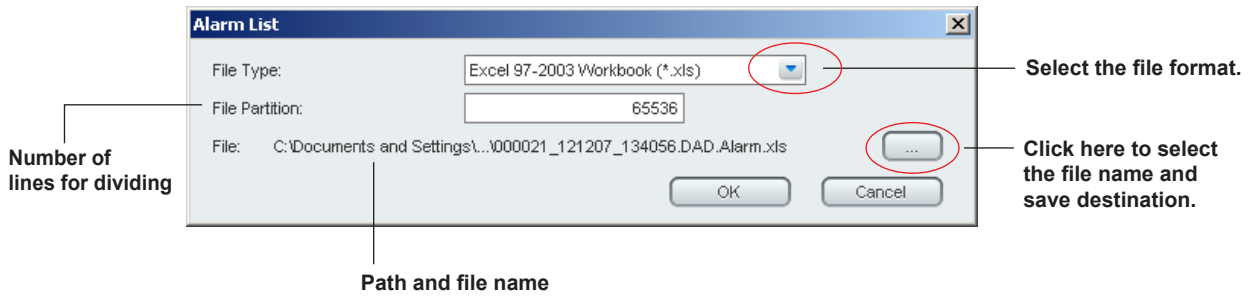 Alarm List
File Type:
Excel 97-2003 Workbook (*.xls)
Select the file format.
File Partition:
65536
Number of
lines for dividing
File:
C:\Documents and Settings\...\000021_121207_134056.DAD.Alarm.xls
...
Click here to select
the file name and
save destination.
OK
Cancel
Path and file name